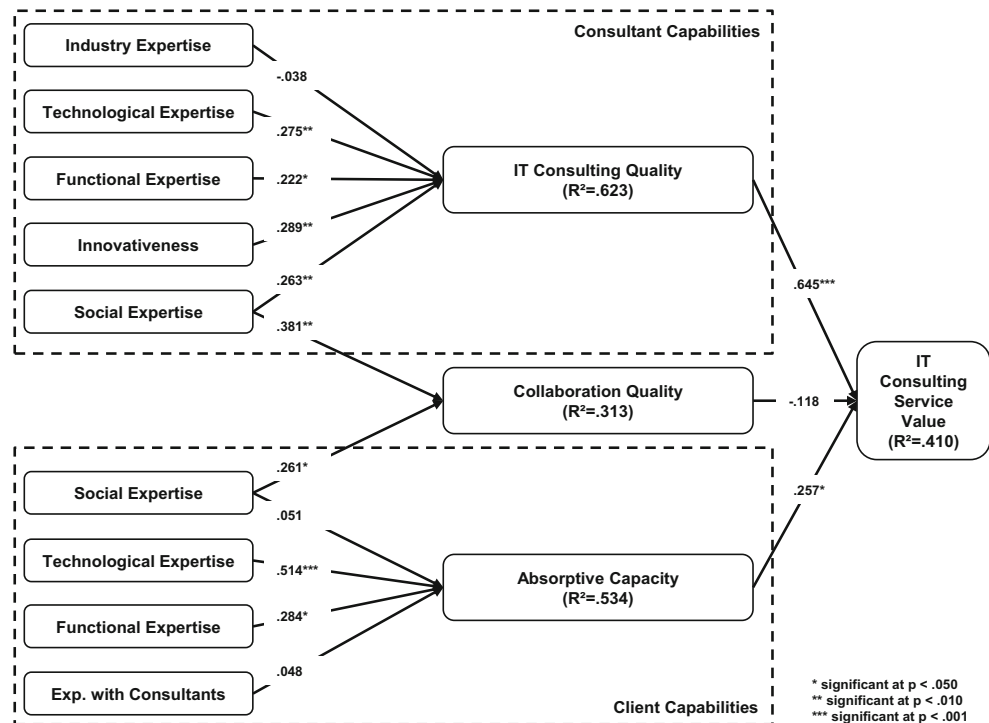 Consultant Capabilities
Industry Expertise
-.038
Technological Expertise
.275**
Functional Expertise
.222*
IT Consulting Quality
(R²=.623)
Innovativeness
.289**
.263**
Social Expertise
.381**
.645***
IT
Consulting
Service
Value
(R²=.410)
Collaboration Quality
(R²=.313)
-.118
.261*
Social Expertise
.051
.257*
Technological Expertise
.514***
Absorptive Capacity
(R²=.534)
.284*
Functional Expertise
.048
Exp. with Consultants
Client Capabilities
* significant at p < .050
** significant at p < .010
*** significant at p < .001